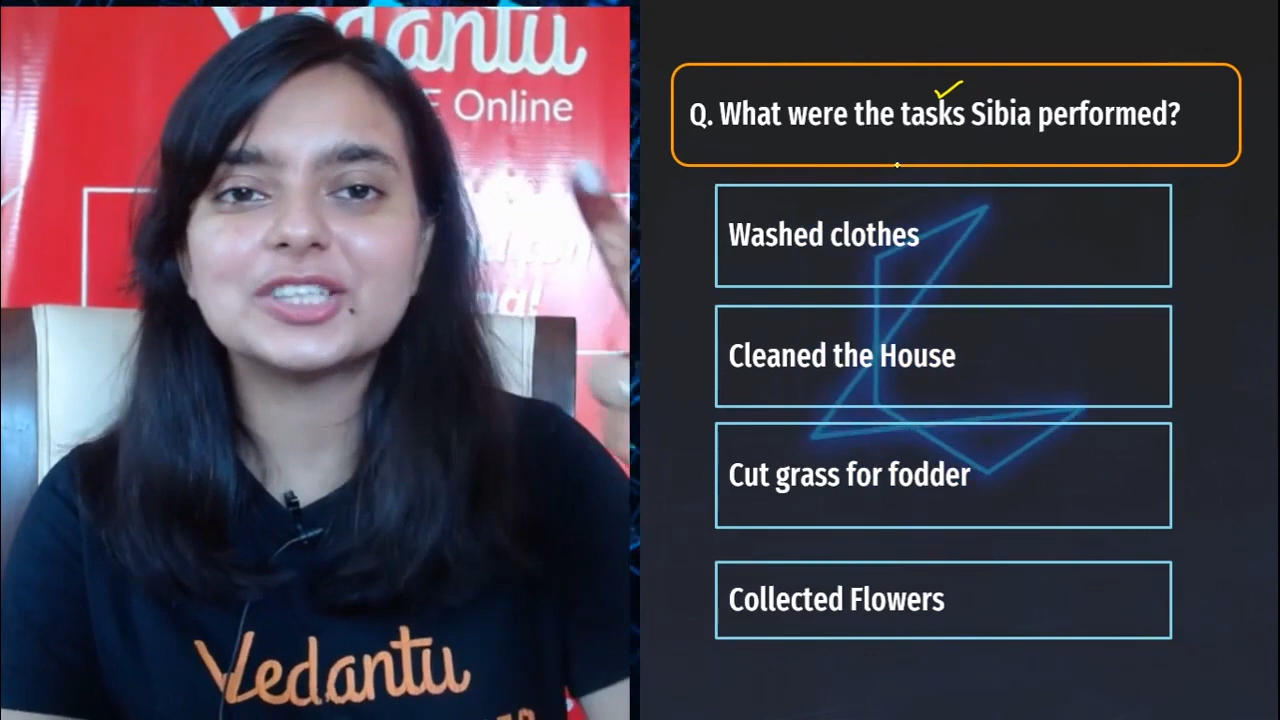 Vedantu
E Online
Vedantu
Q. What were the tasks Sibia performed?
Washed clothes
Cleaned the House
Cut grass for fodder
Collected Flowers